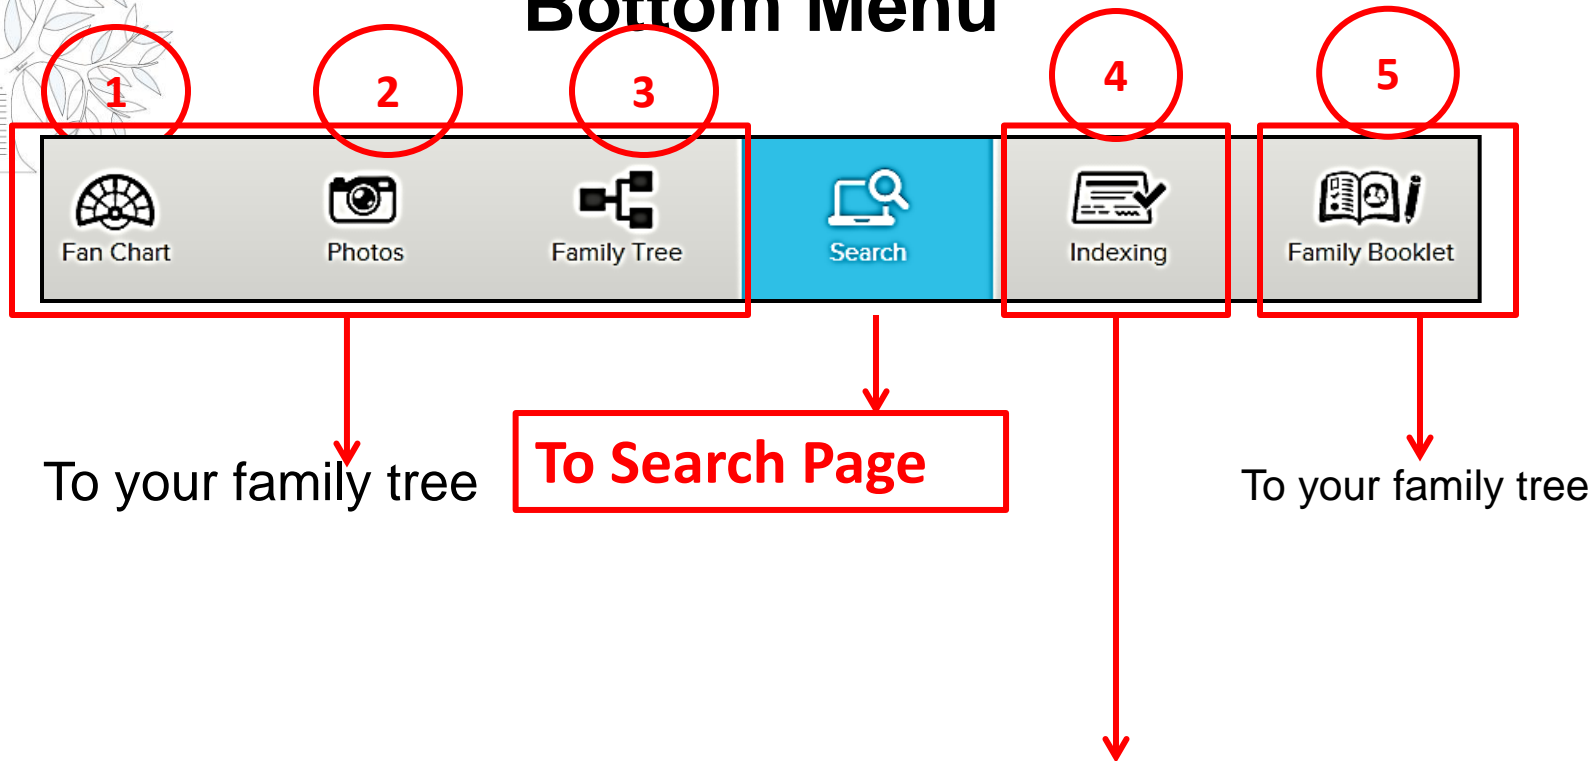 Bottom Menu
1 2 3 4 5
Fan Chart Photos Family Tree Search Indexing Family Booklet
To your family tree To Search Page To your family tree